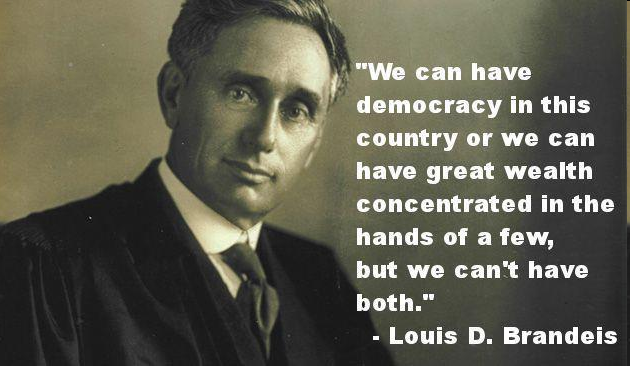 "We can have
democracy in this
country or we can
have great wealth
concentrated in the
hands of a few,
but we can't have
both."
- Louis D. Brandeis